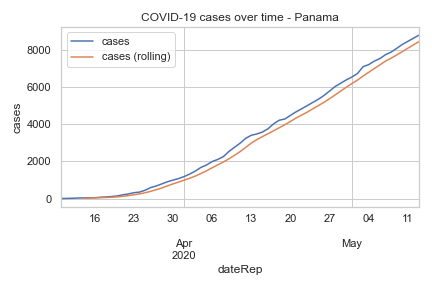 COVID-19 cases over time - Panama
cases
cases (rolling)
8000
6000
4000
2000
0
cases
16 23 30 06 13 20 27 04 11
Apr May
2020
dateRep